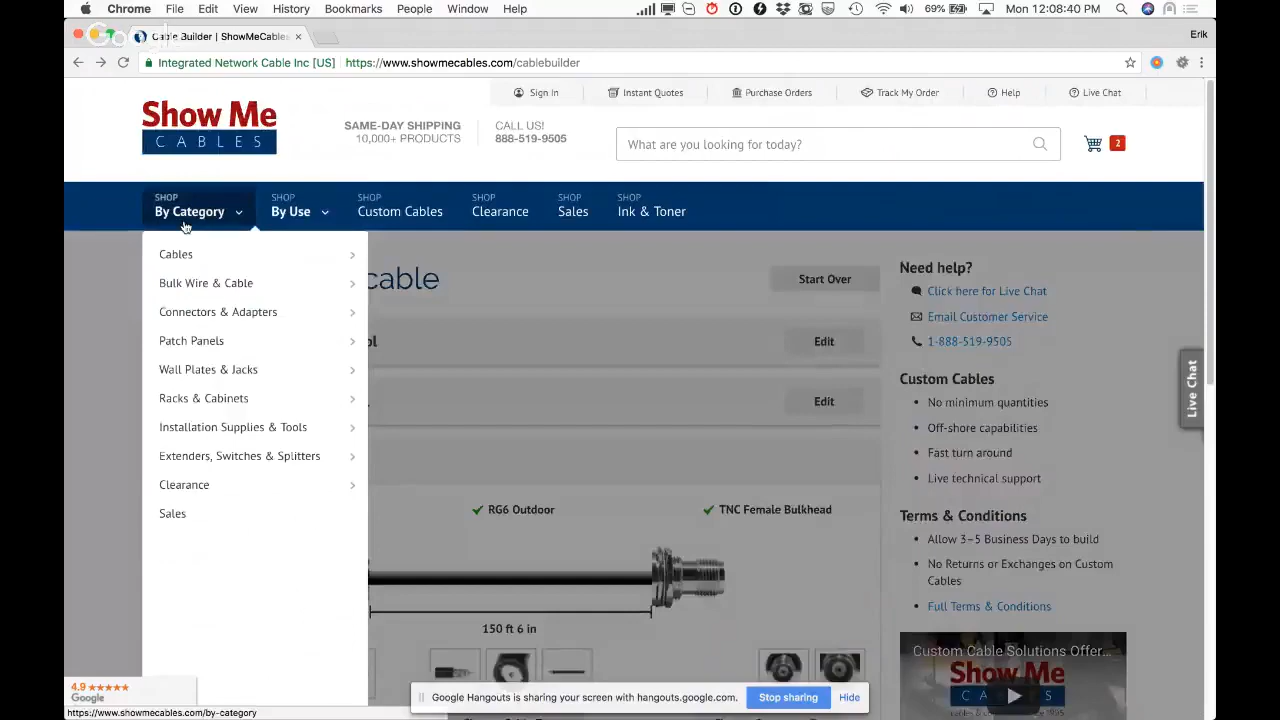 Chrome File Edit View History Bookmarks People Window Help 69% Mon 12:08:40 PM
Google
Cable Builder | ShowMeCables × Erik
Integrated Network Cable Inc [US] https://www.showmecables.com/cablebuilder
Sign In Instant Quotes Purchase Orders Track My Order Help Live Chat
Show Me
CABLES
SAME-DAY SHIPPING
10,000+ PRODUCTS
CALL US!
888-519-9505
What are you looking for today?
2
SHOP
By Category
SHOP
By Use
SHOP
Custom Cables
SHOP
Clearance
SHOP
Sales
SHOP
Ink & Toner
Cables
Bulk Wire & Cable
Connectors & Adapters
Patch Panels
Wall Plates & Jacks
Racks & Cabinets
Installation Supplies & Tools
Extenders, Switches & Splitters
Clearance
Sales
cable
Start Over
ol
Edit
Edit
RG6 Outdoor
TNC Female Bulkhead
150 ft 6 in
Need help?
Click here for Live Chat
Email Customer Service
1-888-519-9505
Custom Cables
• No minimum quantities
• Off-shore capabilities
• Fast turn around
• Live technical support
Terms & Conditions
• Allow 3–5 Business Days to build
• No Returns or Exchanges on Custom
Cables
• Full Terms & Conditions
Custom Cable Solutions Offer...
Show Me
Live Chat
4.9 ★★★★★
Google
Google Hangouts is sharing your screen with hangouts.google.com. Stop sharing Hide
https://www.showmecables.com/by-category